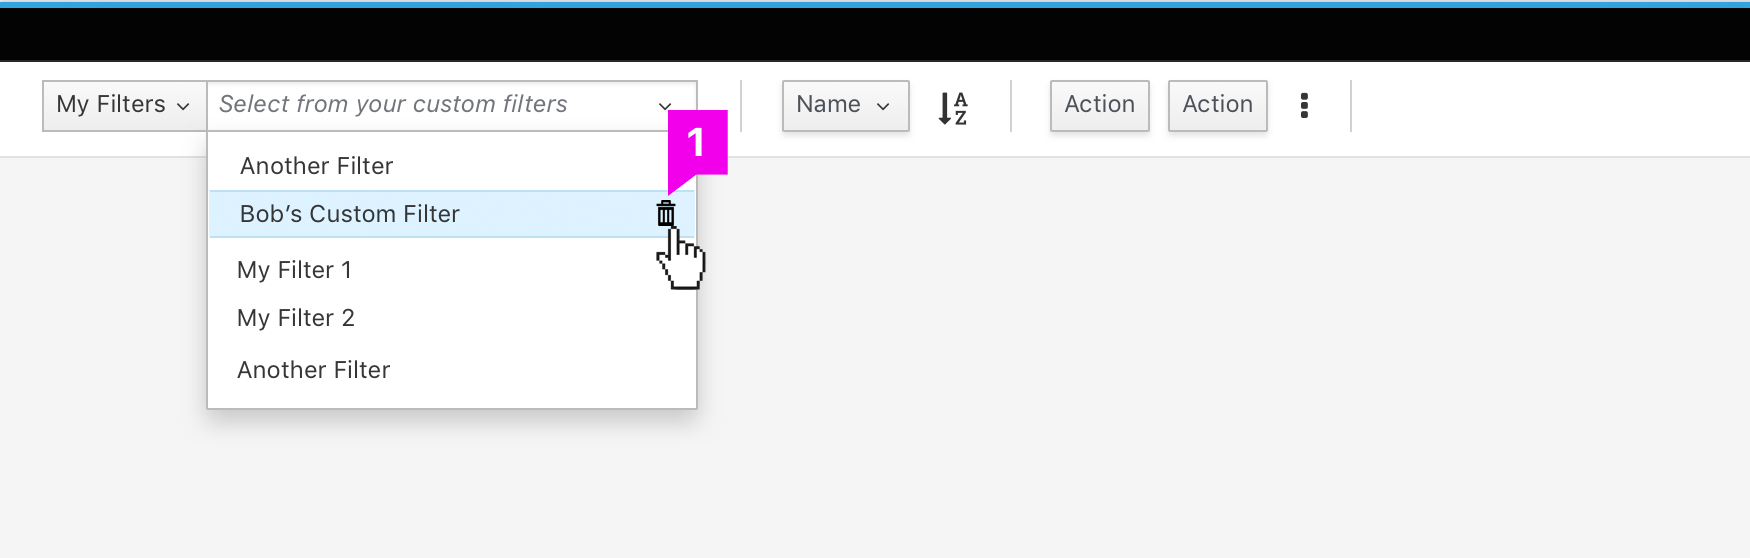 My Filters Select from your custom filters Name A Z Action Action
1
Another Filter
Bob’s Custom Filter
My Filter 1
My Filter 2
Another Filter